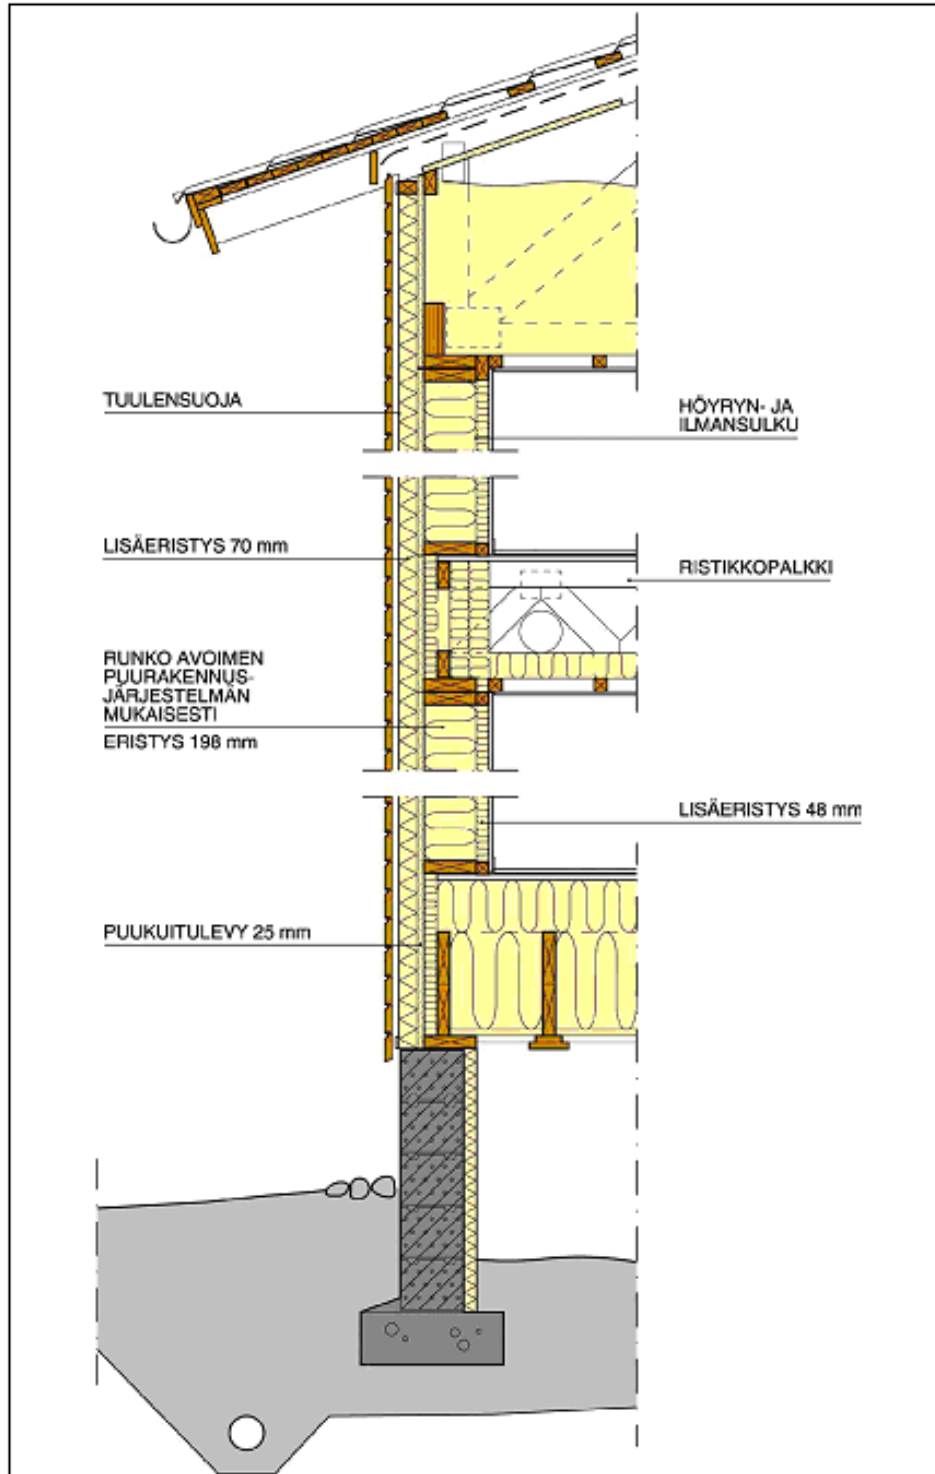 TUULENSUOJA
HÖYRYN- JA
ILMANSULKU
LISÄERISTYS 70 mm
RISTIKKOPALKKI
RUNKO AVOIMEN
PUURAKENNUS-
JÄRJESTELMÄN
MUKAISESTI
ERISTYS 198 mm
LISÄERISTYS 48 mm
PUUKUITULEVY 25 mm